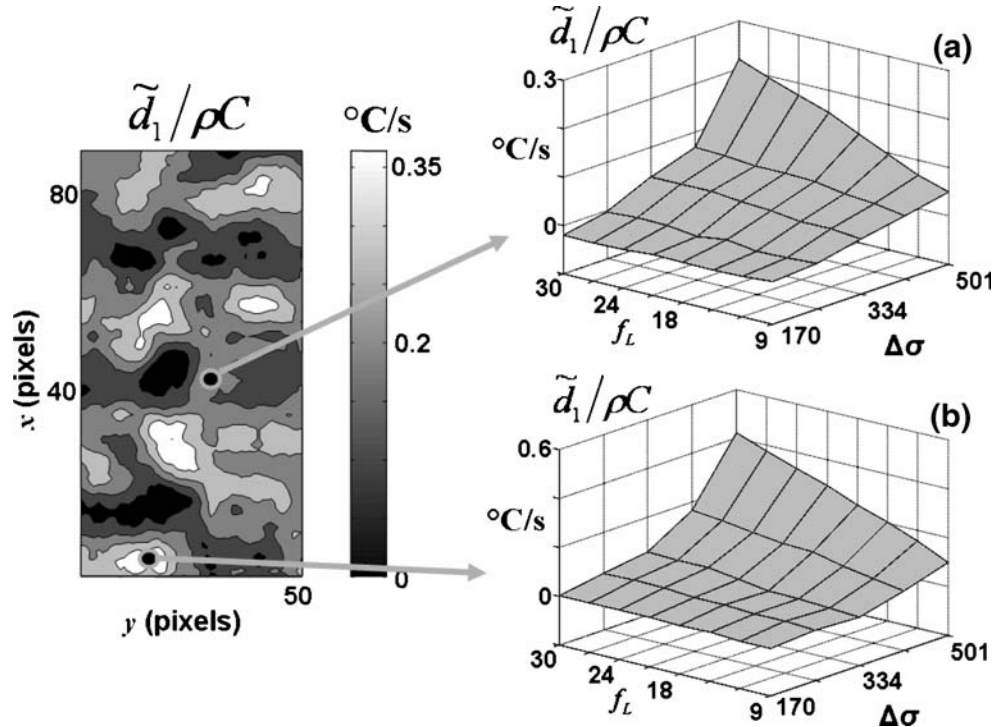 d̃₁/ρC °C/s
80
40
x (pixels)
50
y (pixels)
0.35
0.2
0
d̃₁/ρC (a)
0.3
°C/s
0
30 24 18 9
f_L
170 334 501
Δσ
d̃₁/ρC (b)
0.6
°C/s
0
30 24 18 9
f_L
170 334 501
Δσ